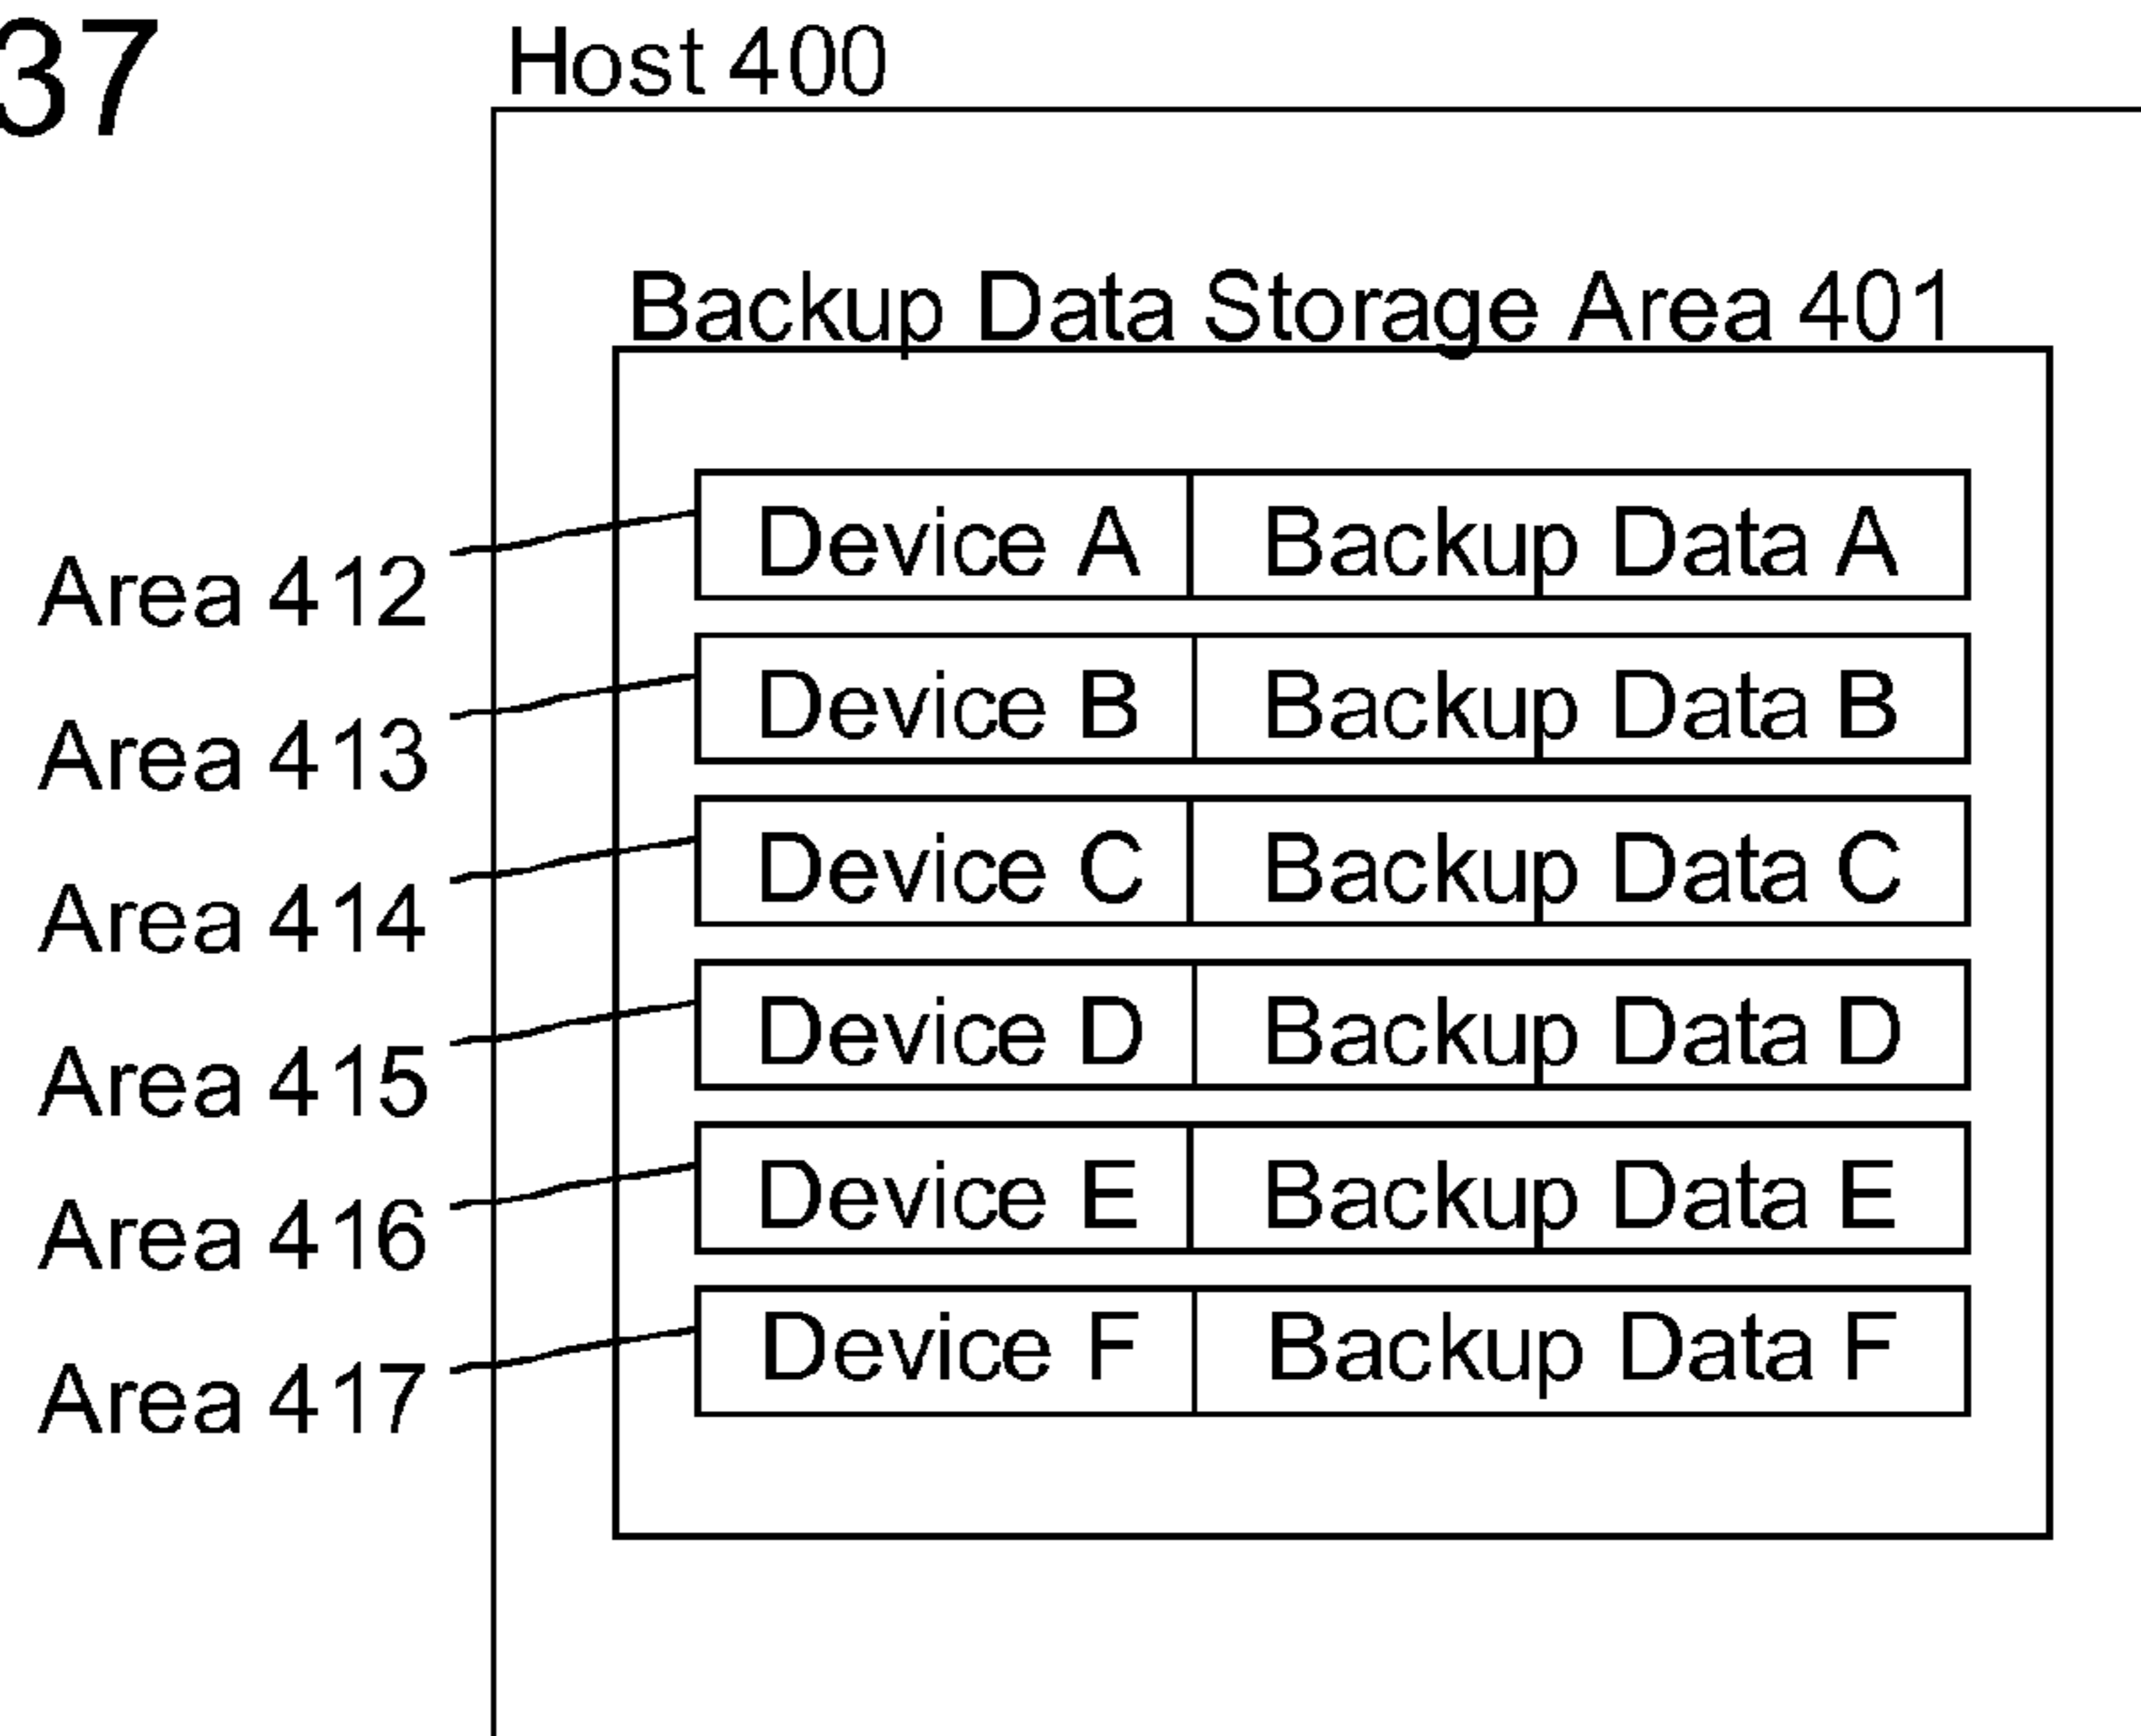 37
Host 400
Backup Data Storage Area 401
Area 412 Device A Backup Data A
Area 413 Device B Backup Data B
Area 414 Device C Backup Data C
Area 415 Device D Backup Data D
Area 416 Device E Backup Data E
Area 417 Device F Backup Data F